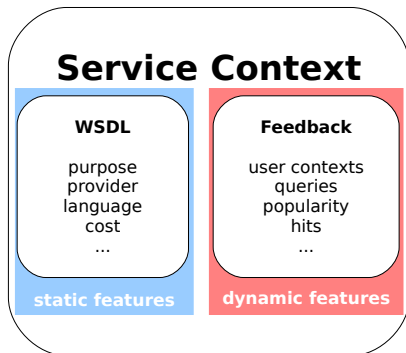 Service Context
WSDL
purpose
provider
language
cost
...
static features
Feedback
user contexts
queries
popularity
hits
...
dynamic features